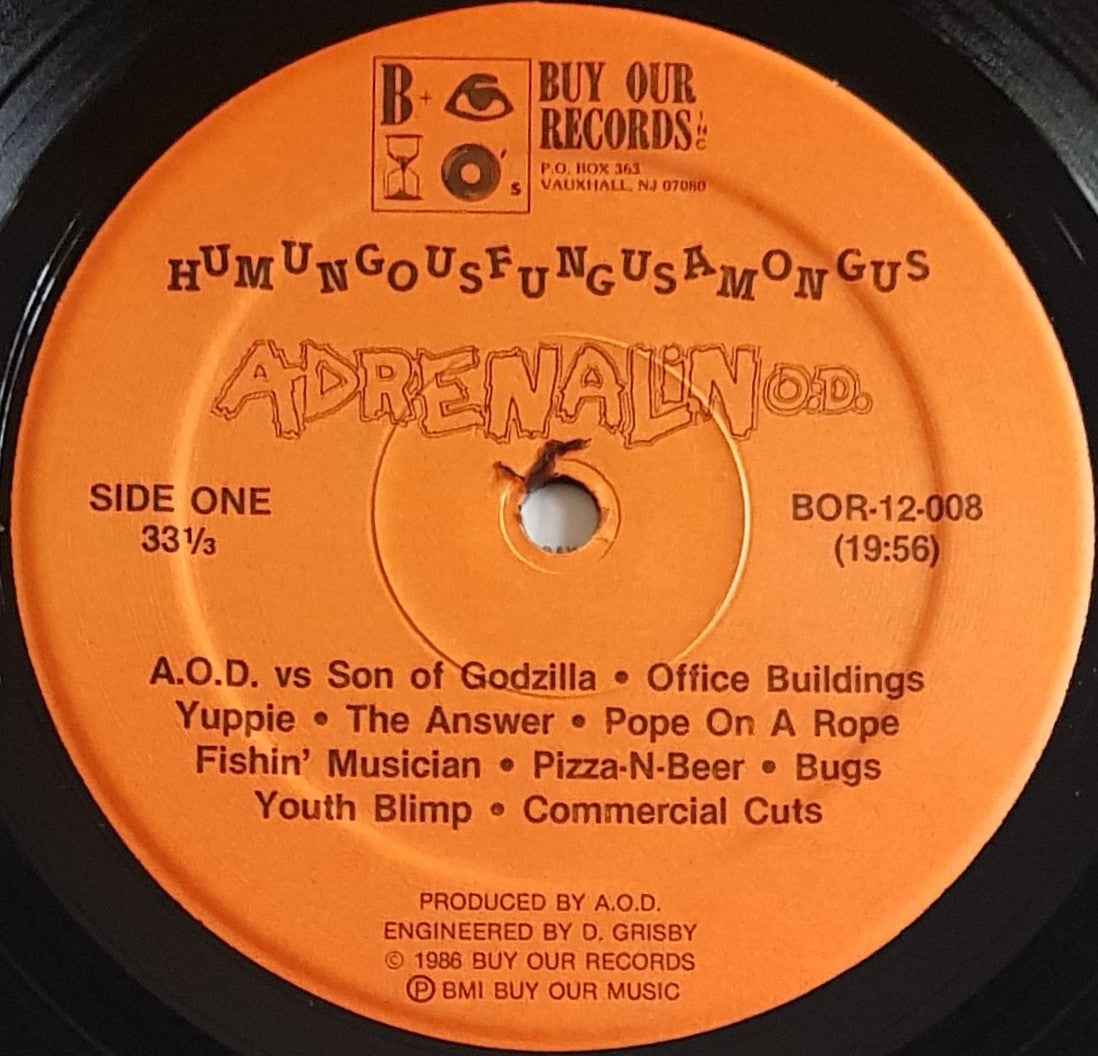 B + 's
BUY OUR
RECORDS INC
P.O. BOX 363
VAUXHALL, NJ 07080
HUMUNGOUSFUNGUSAMONGUS
ADRENALiN O.D.
SIDE ONE
33⅓
BOR-12-008
(19:56)
A.O.D. vs Son of Godzilla • Office Buildings
Yuppie • The Answer • Pope On A Rope
Fishin' Musician • Pizza-N-Beer • Bugs
Youth Blimp • Commercial Cuts
PRODUCED BY A.O.D.
ENGINEERED BY D. GRISBY
© 1986 BUY OUR RECORDS
Ⓟ BMI BUY OUR MUSIC